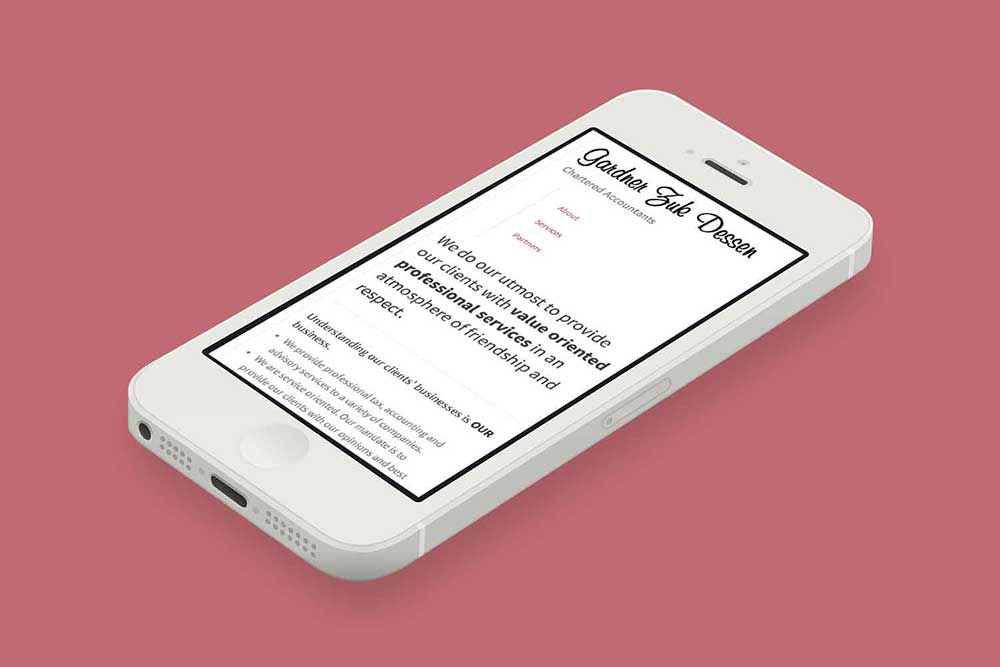 Gardner Zuk Dessen
Chartered Accountants
About
Services
Partners
We do our utmost to provide
our clients with value oriented
professional services in an
atmosphere of friendship and
respect.
Understanding our clients' businesses is OUR
business.
• We provide professional tax, accounting and
advisory services to a variety of companies.
• We are service oriented. Our mandate is to
provide our clients with our opinions and best